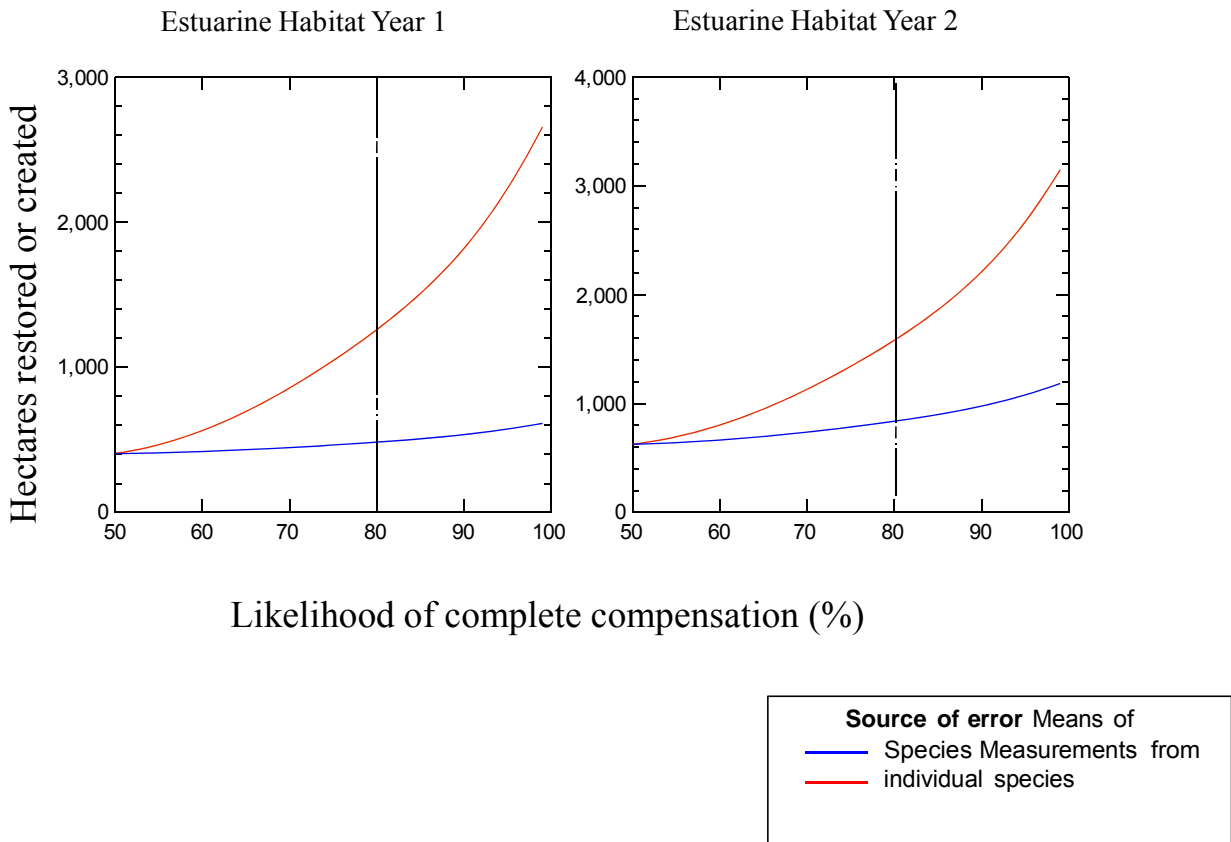 Estuarine Habitat Year 1
Estuarine Habitat Year 2
Hectares restored or created
3,000
2,000
1,000
0
50 60 70 80 90 100
4,000
3,000
2,000
1,000
0
50 60 70 80 90 100
Likelihood of complete compensation (%)
Source of error Means of
Species Measurements from
individual species